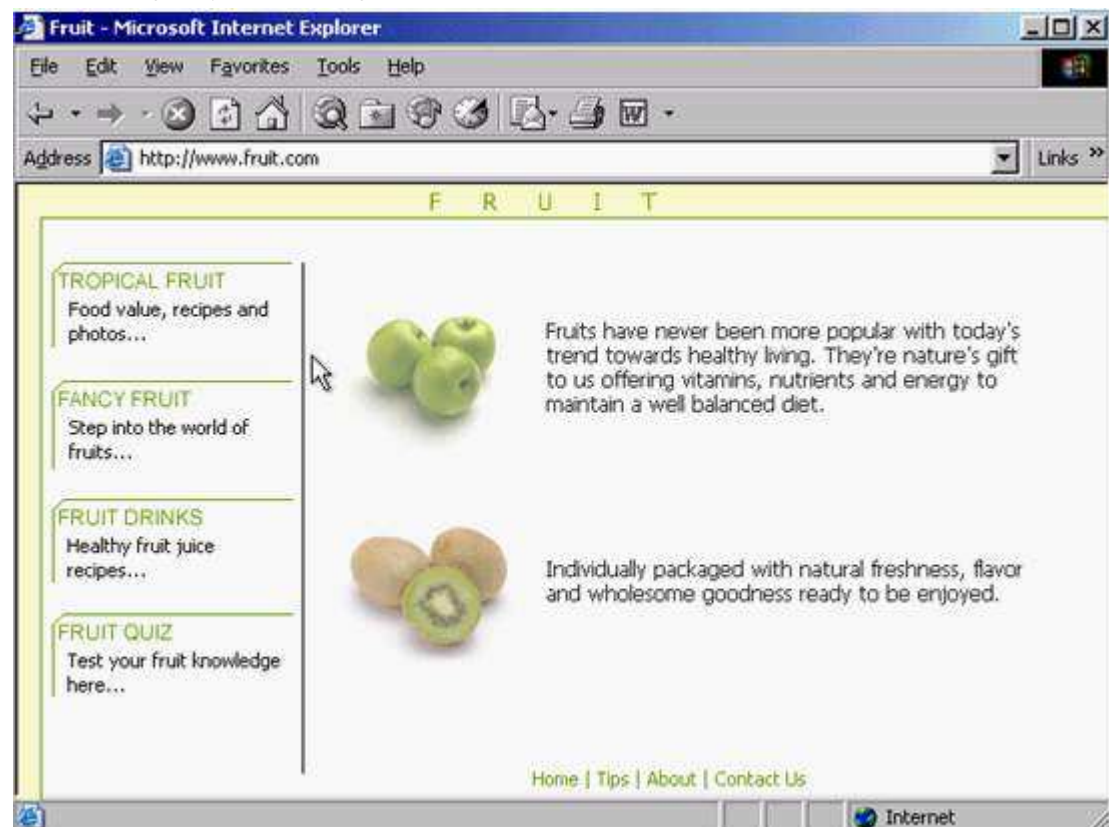 Fruit - Microsoft Internet Explorer
File Edit View Favorites Tools Help
Address http://www.fruit.com Links »
F R U I T
TROPICAL FRUIT
Food value, recipes and
photos...
FANCY FRUIT
Step into the world of
fruits...
FRUIT DRINKS
Healthy fruit juice
recipes...
FRUIT QUIZ
Test your fruit knowledge
here...
Fruits have never been more popular with today's
trend towards healthy living. They're nature's gift
to us offering vitamins, nutrients and energy to
maintain a well balanced diet.
Individually packaged with natural freshness, flavor
and wholesome goodness ready to be enjoyed.
Home | Tips | About | Contact Us
Internet